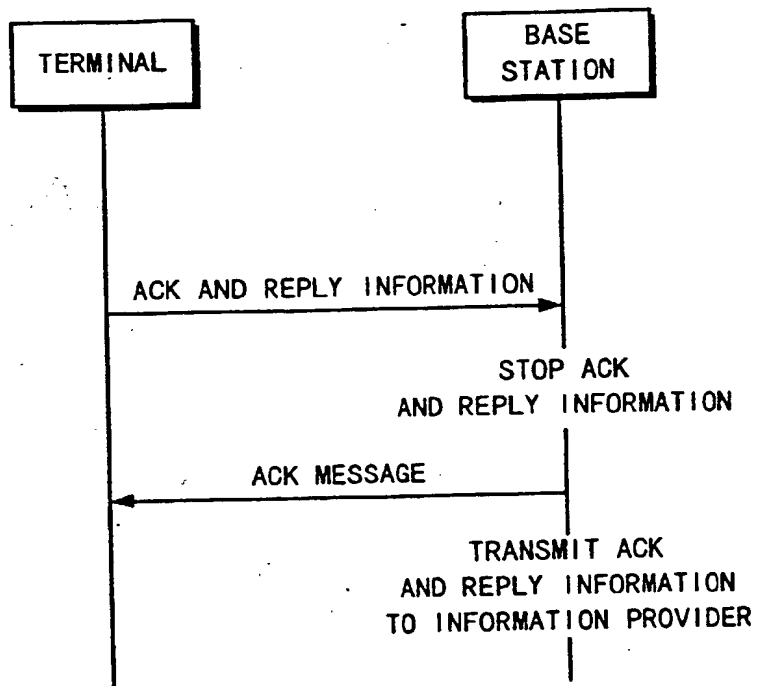 TERMINAL
BASE
STATION
ACK AND REPLY INFORMATION
STOP ACK
AND REPLY INFORMATION
ACK MESSAGE
TRANSMIT ACK
AND REPLY INFORMATION
TO INFORMATION PROVIDER